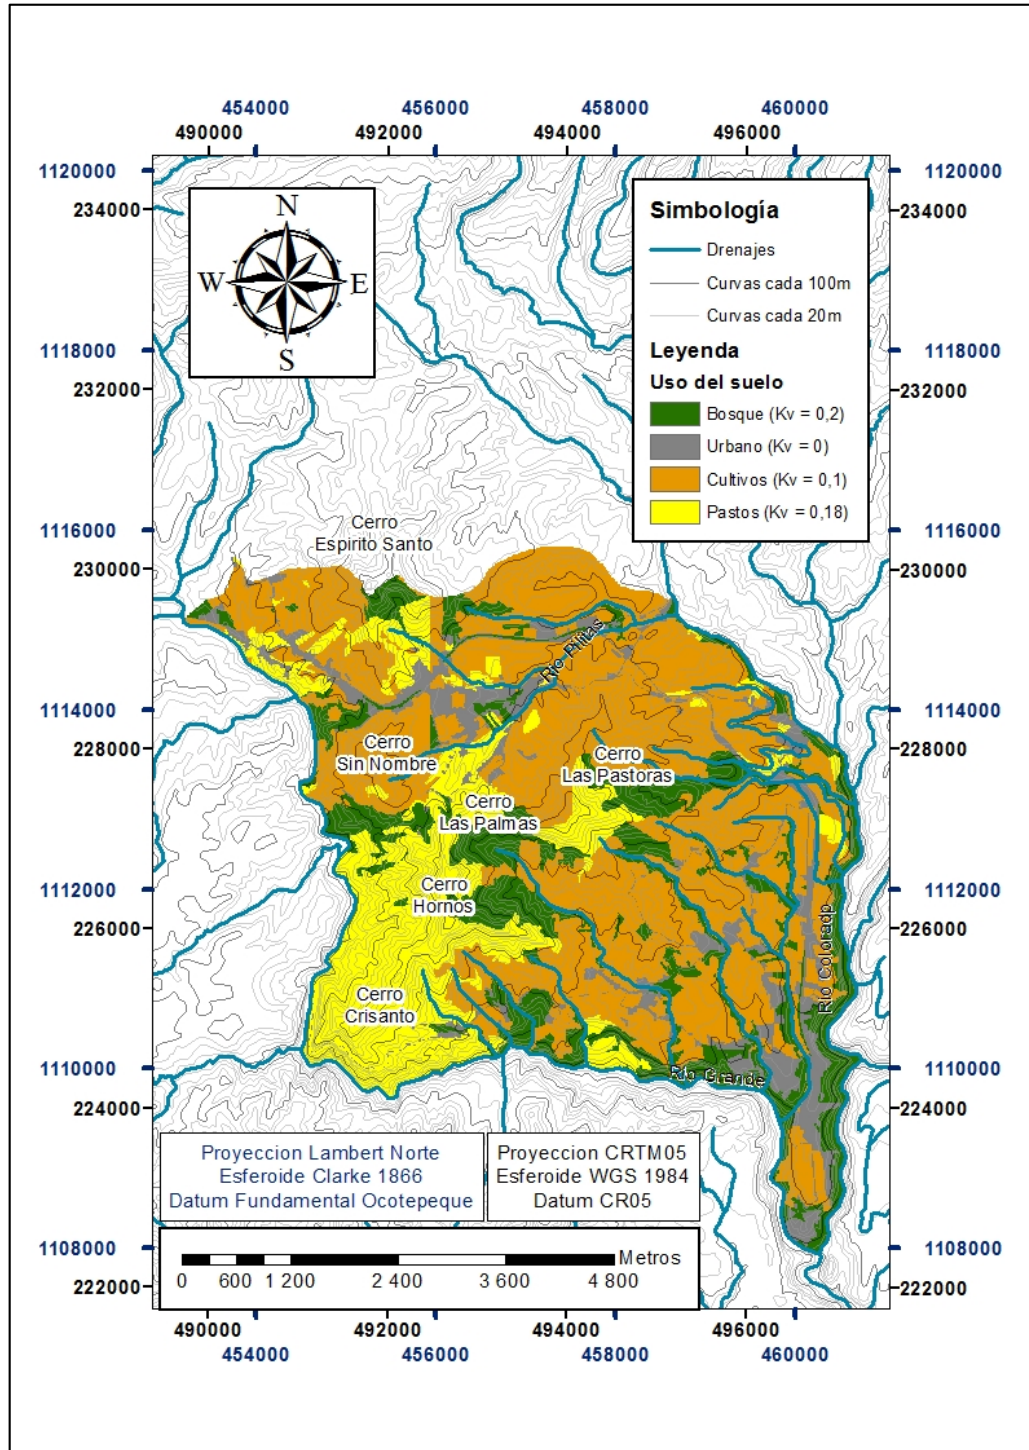 454000 456000 458000 460000
490000 492000 494000 496000
1120000 1120000
234000 234000
N
W E
S
Simbología
Drenajes
Curvas cada 100m
Curvas cada 20m
Leyenda
Uso del suelo
Bosque (Kv = 0,2)
Urbano (Kv = 0)
Cultivos (Kv = 0,1)
Pastos (Kv = 0,18)
1118000 1118000
232000 232000
1116000 1116000
230000 230000
Cerro
Espirito Santo
Río Pilitas
1114000 1114000
228000 228000
Cerro
Sin Nombre
Cerro
Las Pastoras
Cerro
Las Palmas
1112000 1112000
226000 226000
Cerro
Hornos
Río Colorado
Cerro
Crisanto
1110000 1110000
Río Grande
224000 224000
Proyeccion Lambert Norte
Esferoide Clarke 1866
Datum Fundamental Ocotepeque
Proyeccion CRTM05
Esferoide WGS 1984
Datum CR05
1108000 1108000
222000 222000
Metros
0 600 1 200 2 400 3 600 4 800
490000 492000 494000 496000
454000 456000 458000 460000